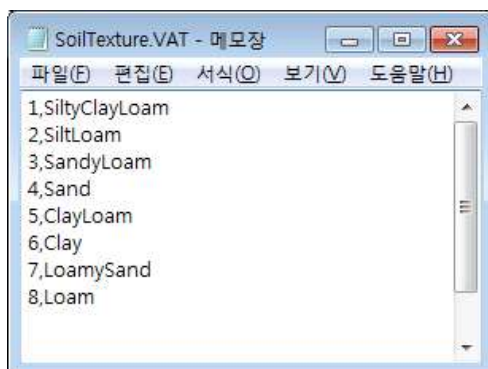 SoilTexture.VAT - 메모장
파일(F) 편집(E) 서식(O) 보기(V) 도움말(H)
1,SiltyClayLoam
2,SiltLoam
3,SandyLoam
4,Sand
5,ClayLoam
6,Clay
7,LoamySand
8,Loam